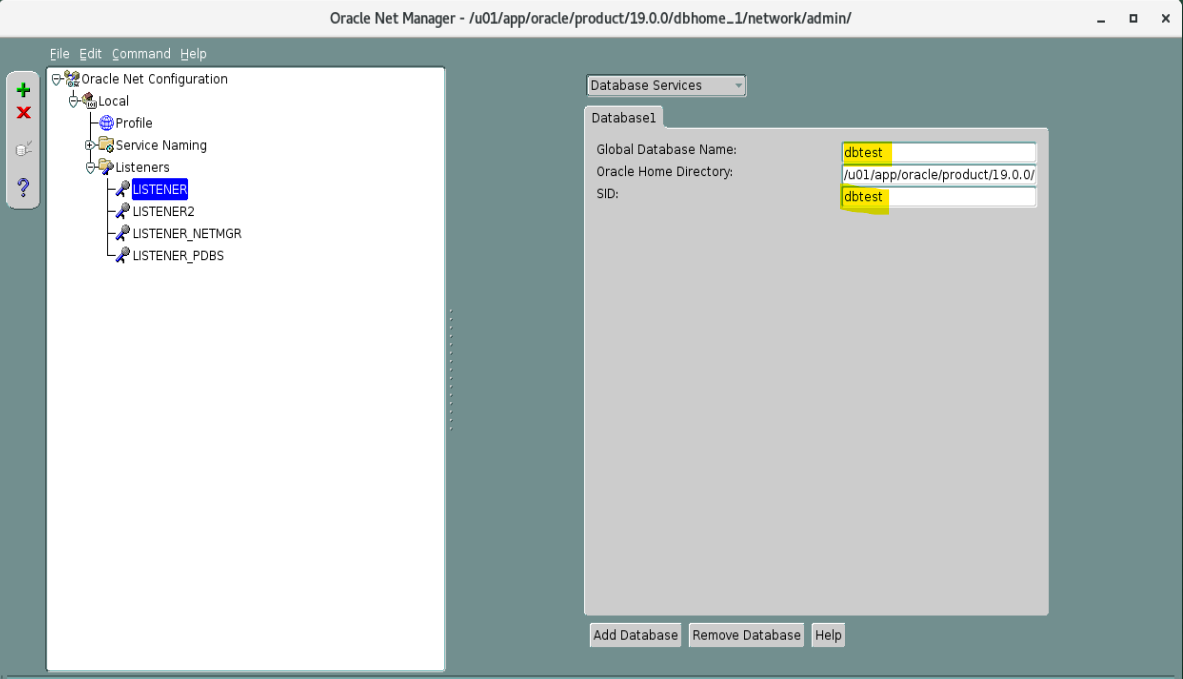 Oracle Net Manager - /u01/app/oracle/product/19.0.0/dbhome_1/network/admin/
File Edit Command Help
Oracle Net Configuration
Local
Profile
Service Naming
Listeners
LISTENER
LISTENER2
LISTENER_NETMGR
LISTENER_PDBS
Database Services
Database1
Global Database Name: dbtest
Oracle Home Directory: /u01/app/oracle/product/19.0.0/
SID: dbtest
Add Database Remove Database Help